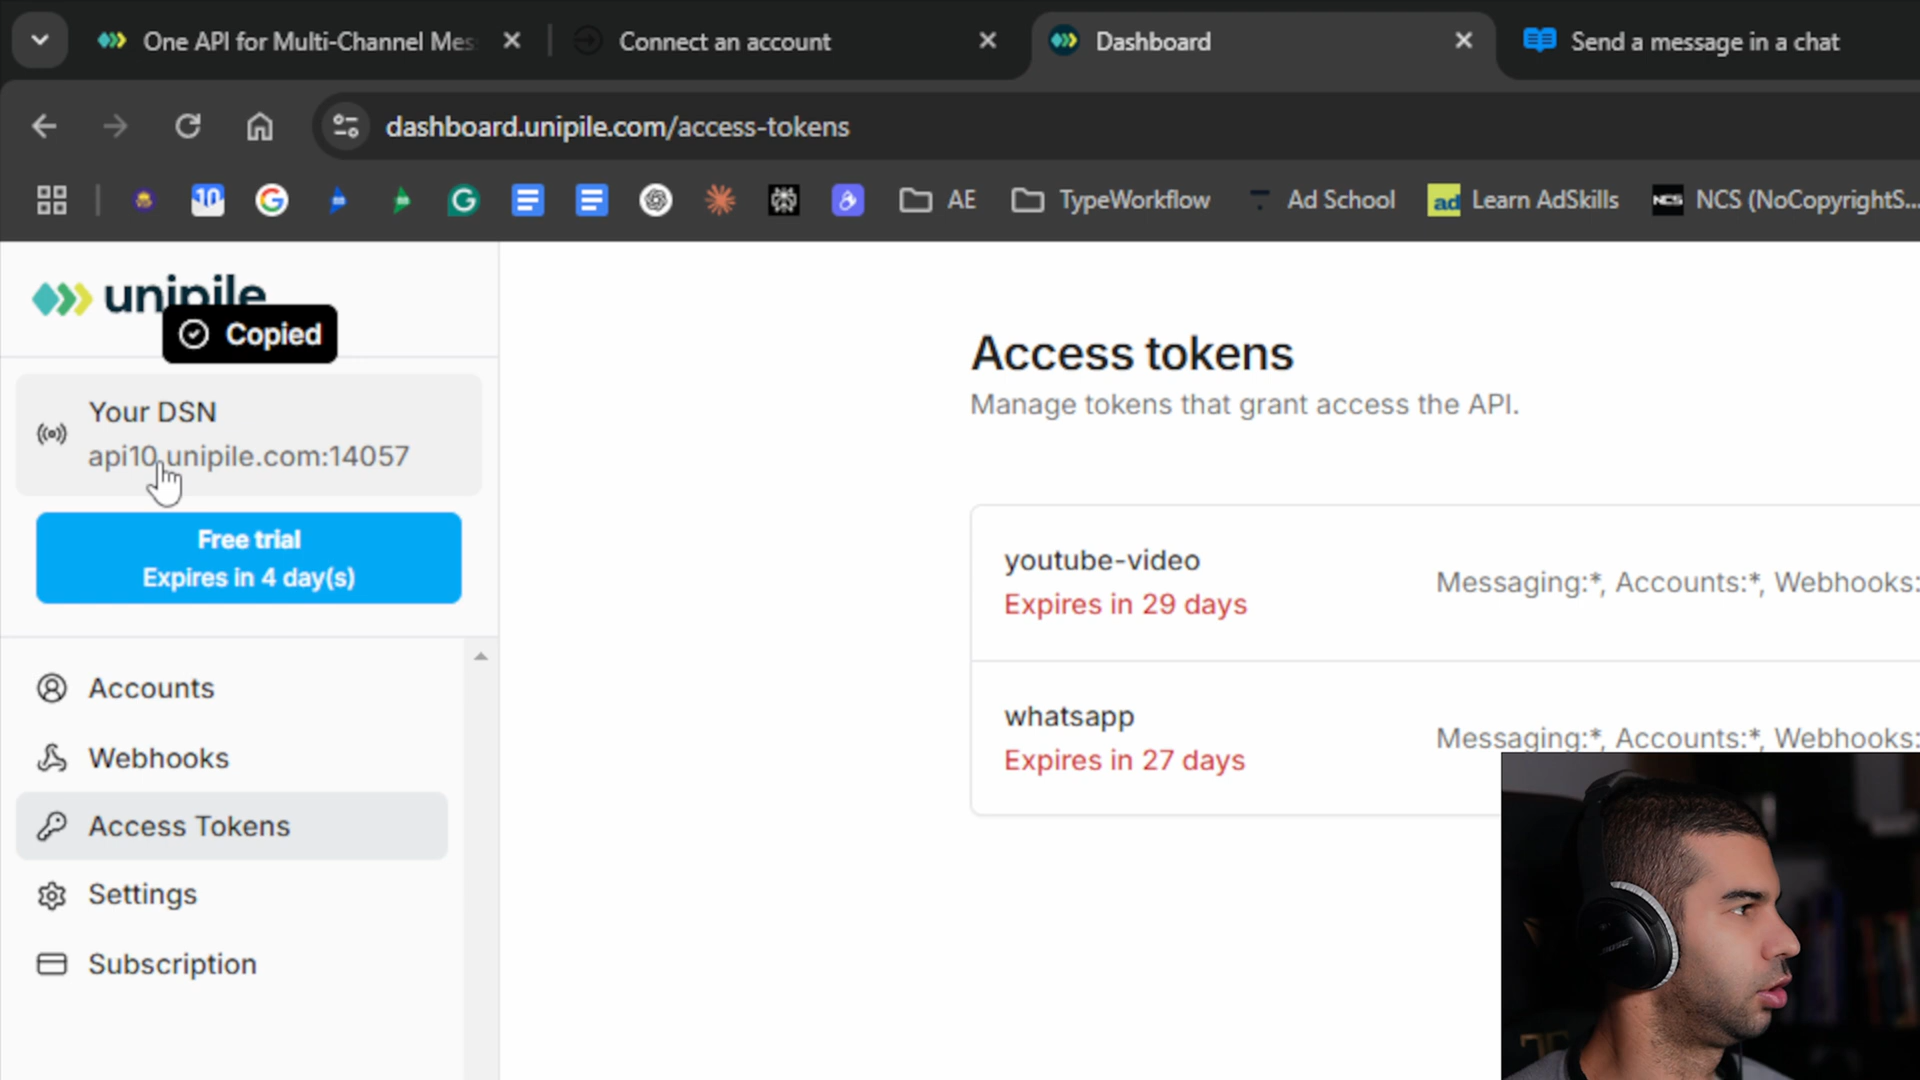 One API for Multi-Channel Mes
Connect an account
Dashboard
Send a message in a chat
dashboard.unipile.com/access-tokens
10
AE
TypeWorkflow
Ad School
ad
Learn AdSkills
NCS
NCS (NoCopyrightS...
unipile
Copied
Your DSN
api10.unipile.com:14057
Free trial
Expires in 4 day(s)
Accounts
Webhooks
Access Tokens
Settings
Subscription
Access tokens
Manage tokens that grant access the API.
youtube-video
Expires in 29 days
Messaging:*, Accounts:*, Webhooks:
whatsapp
Expires in 27 days
Messaging:*, Accounts:*, Webhooks: